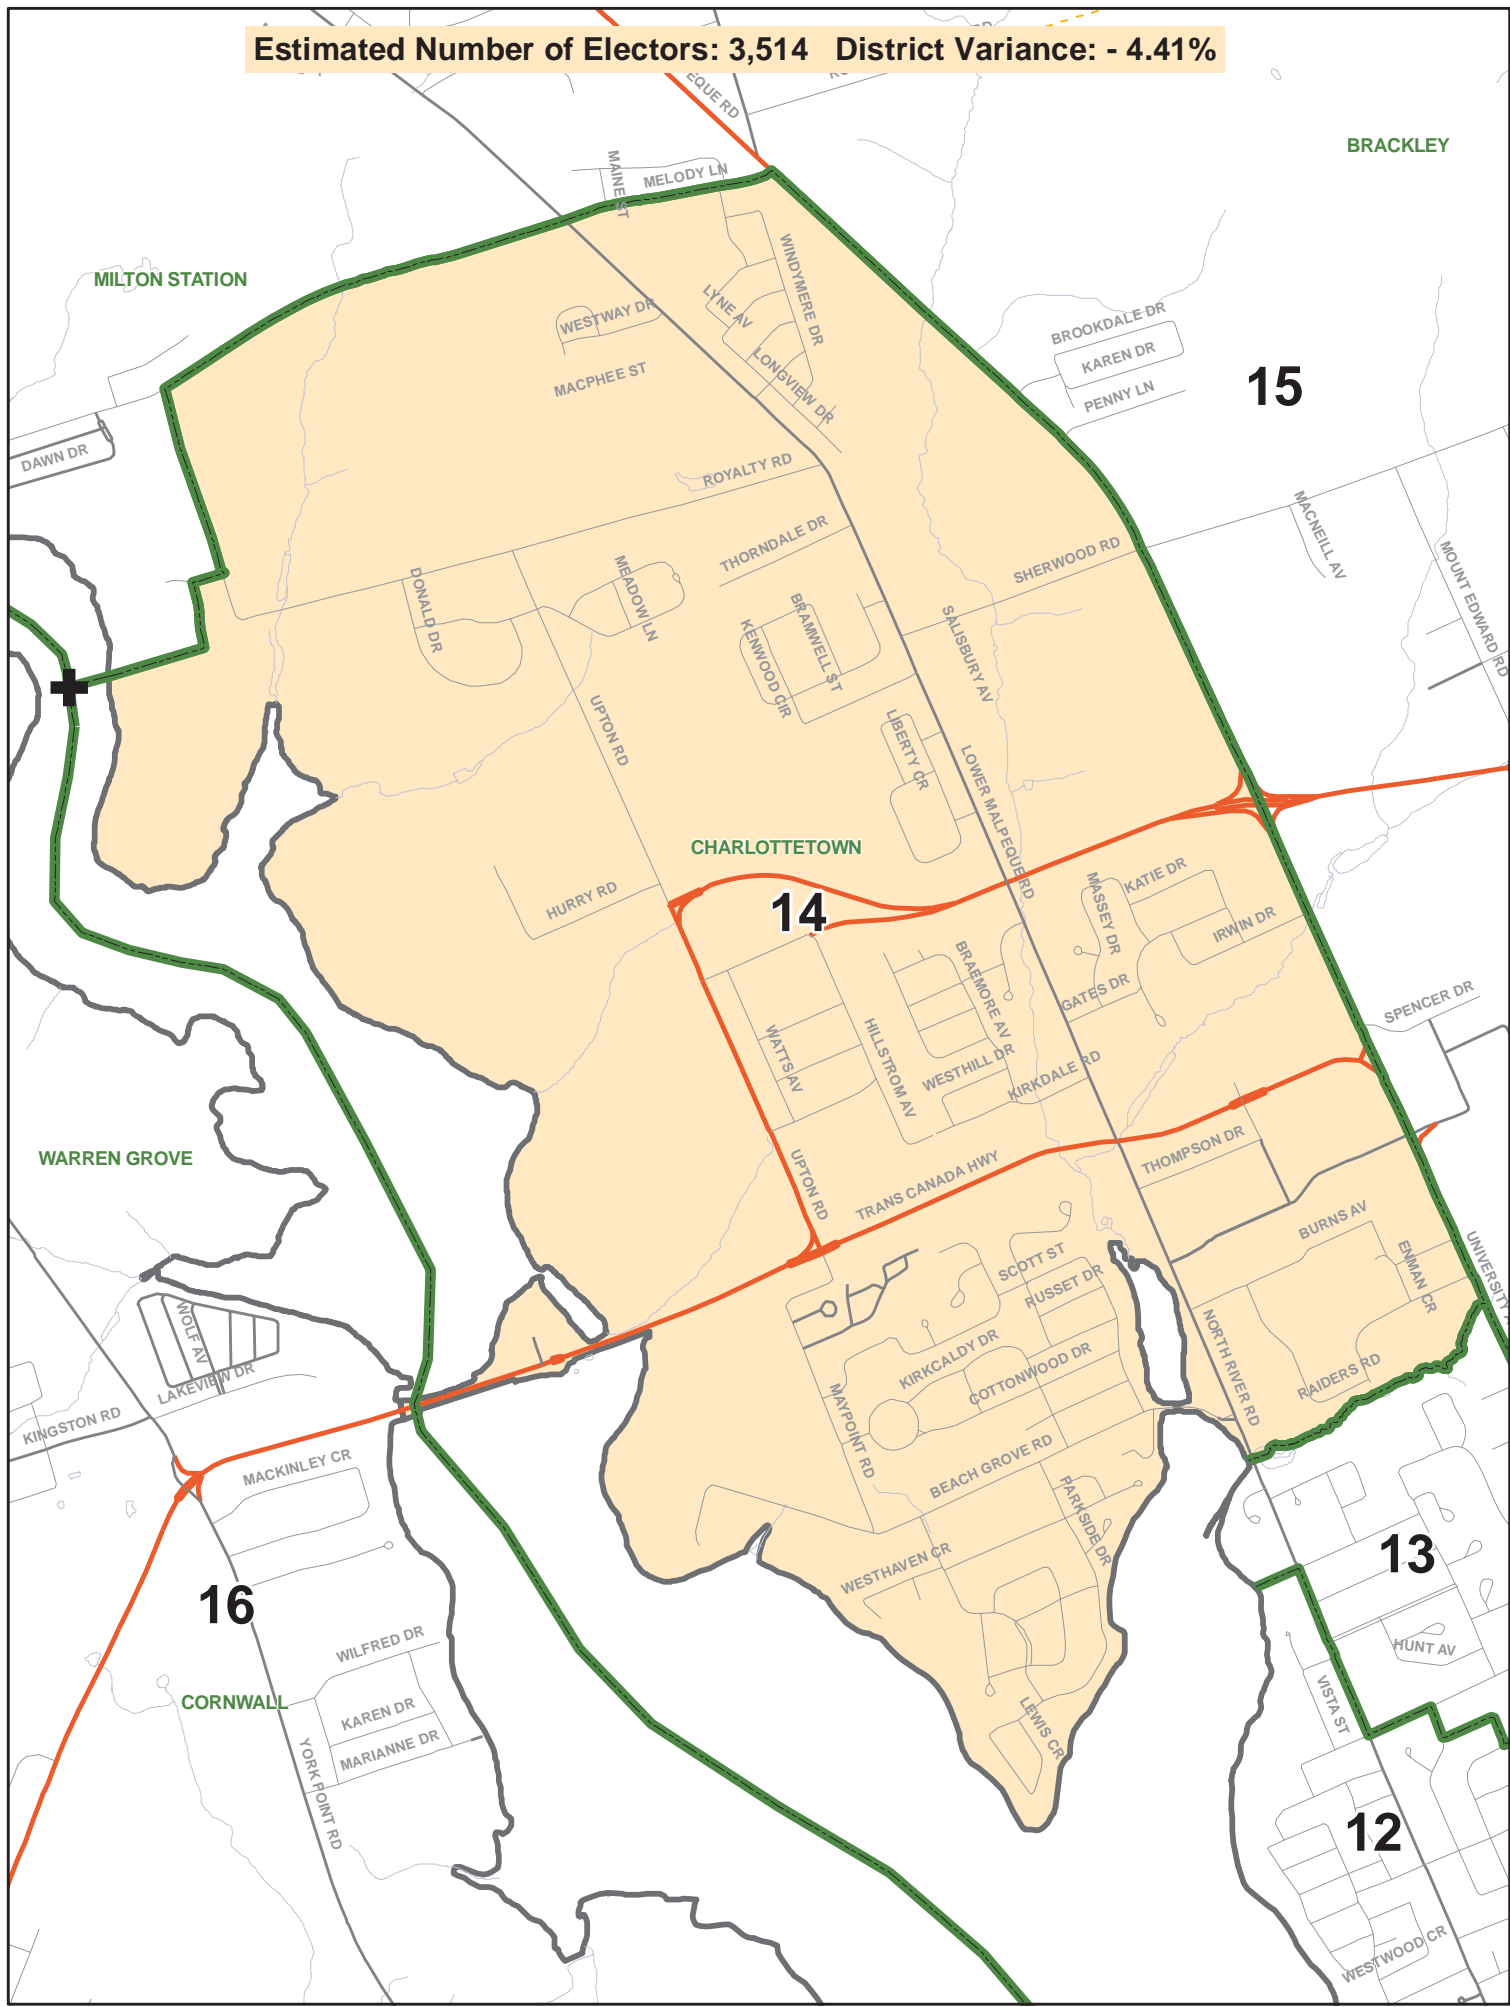 Estimated Number of Electors: 3,514 District Variance: - 4.41%
EQUE RD
BRACKLEY
MAINE ST
MELODY LN
MILTON STATION
WINDYMERE DR
LYNE AV
WESTWAY DR
BROOKDALE DR
KAREN DR
15
MACPHEE ST
LONGVIEW DR
PENNY LN
DAWN DR
ROYALTY RD
MACNEILL AV
THORNDALE DR
SHERWOOD RD
MOUNT EDWARD RD
DONALD DR
MEADOW LN
BRAMWELL ST
KENWOOD CIR
SALISBURY AV
UPTON RD
LIBERTY CR
LOWER MALPEQUE RD
CHARLOTTETOWN
HURRY RD
14
MASSEY DR
KATIE DR
IRWIN DR
BRAEMORE AV
GATES DR
SPENCER DR
WATTS AV
HILLSTROM AV
WESTHILL DR
KIRKDALE RD
WARREN GROVE
UPTON RD
TRANS CANADA HWY
THOMPSON DR
BURNS AV
UNIVERSITY
ENMAN CR
SCOTT ST
RUSSET DR
WOLF AV
NORTH RIVER RD
KIRKCALDY DR
COTTONWOOD DR
LAKEVIEW DR
RAIDERS RD
KINGSTON RD
MAYPOINT RD
MACKINLEY CR
BEACH GROVE RD
PARKSIDE DR
WESTHAVEN CR
13
16
WILFRED DR
HUNT AV
CORNWALL
KAREN DR
VISTA ST
LEWIS CR
MARIANNE DR
YORK POINT RD
12
WESTWOOD CR